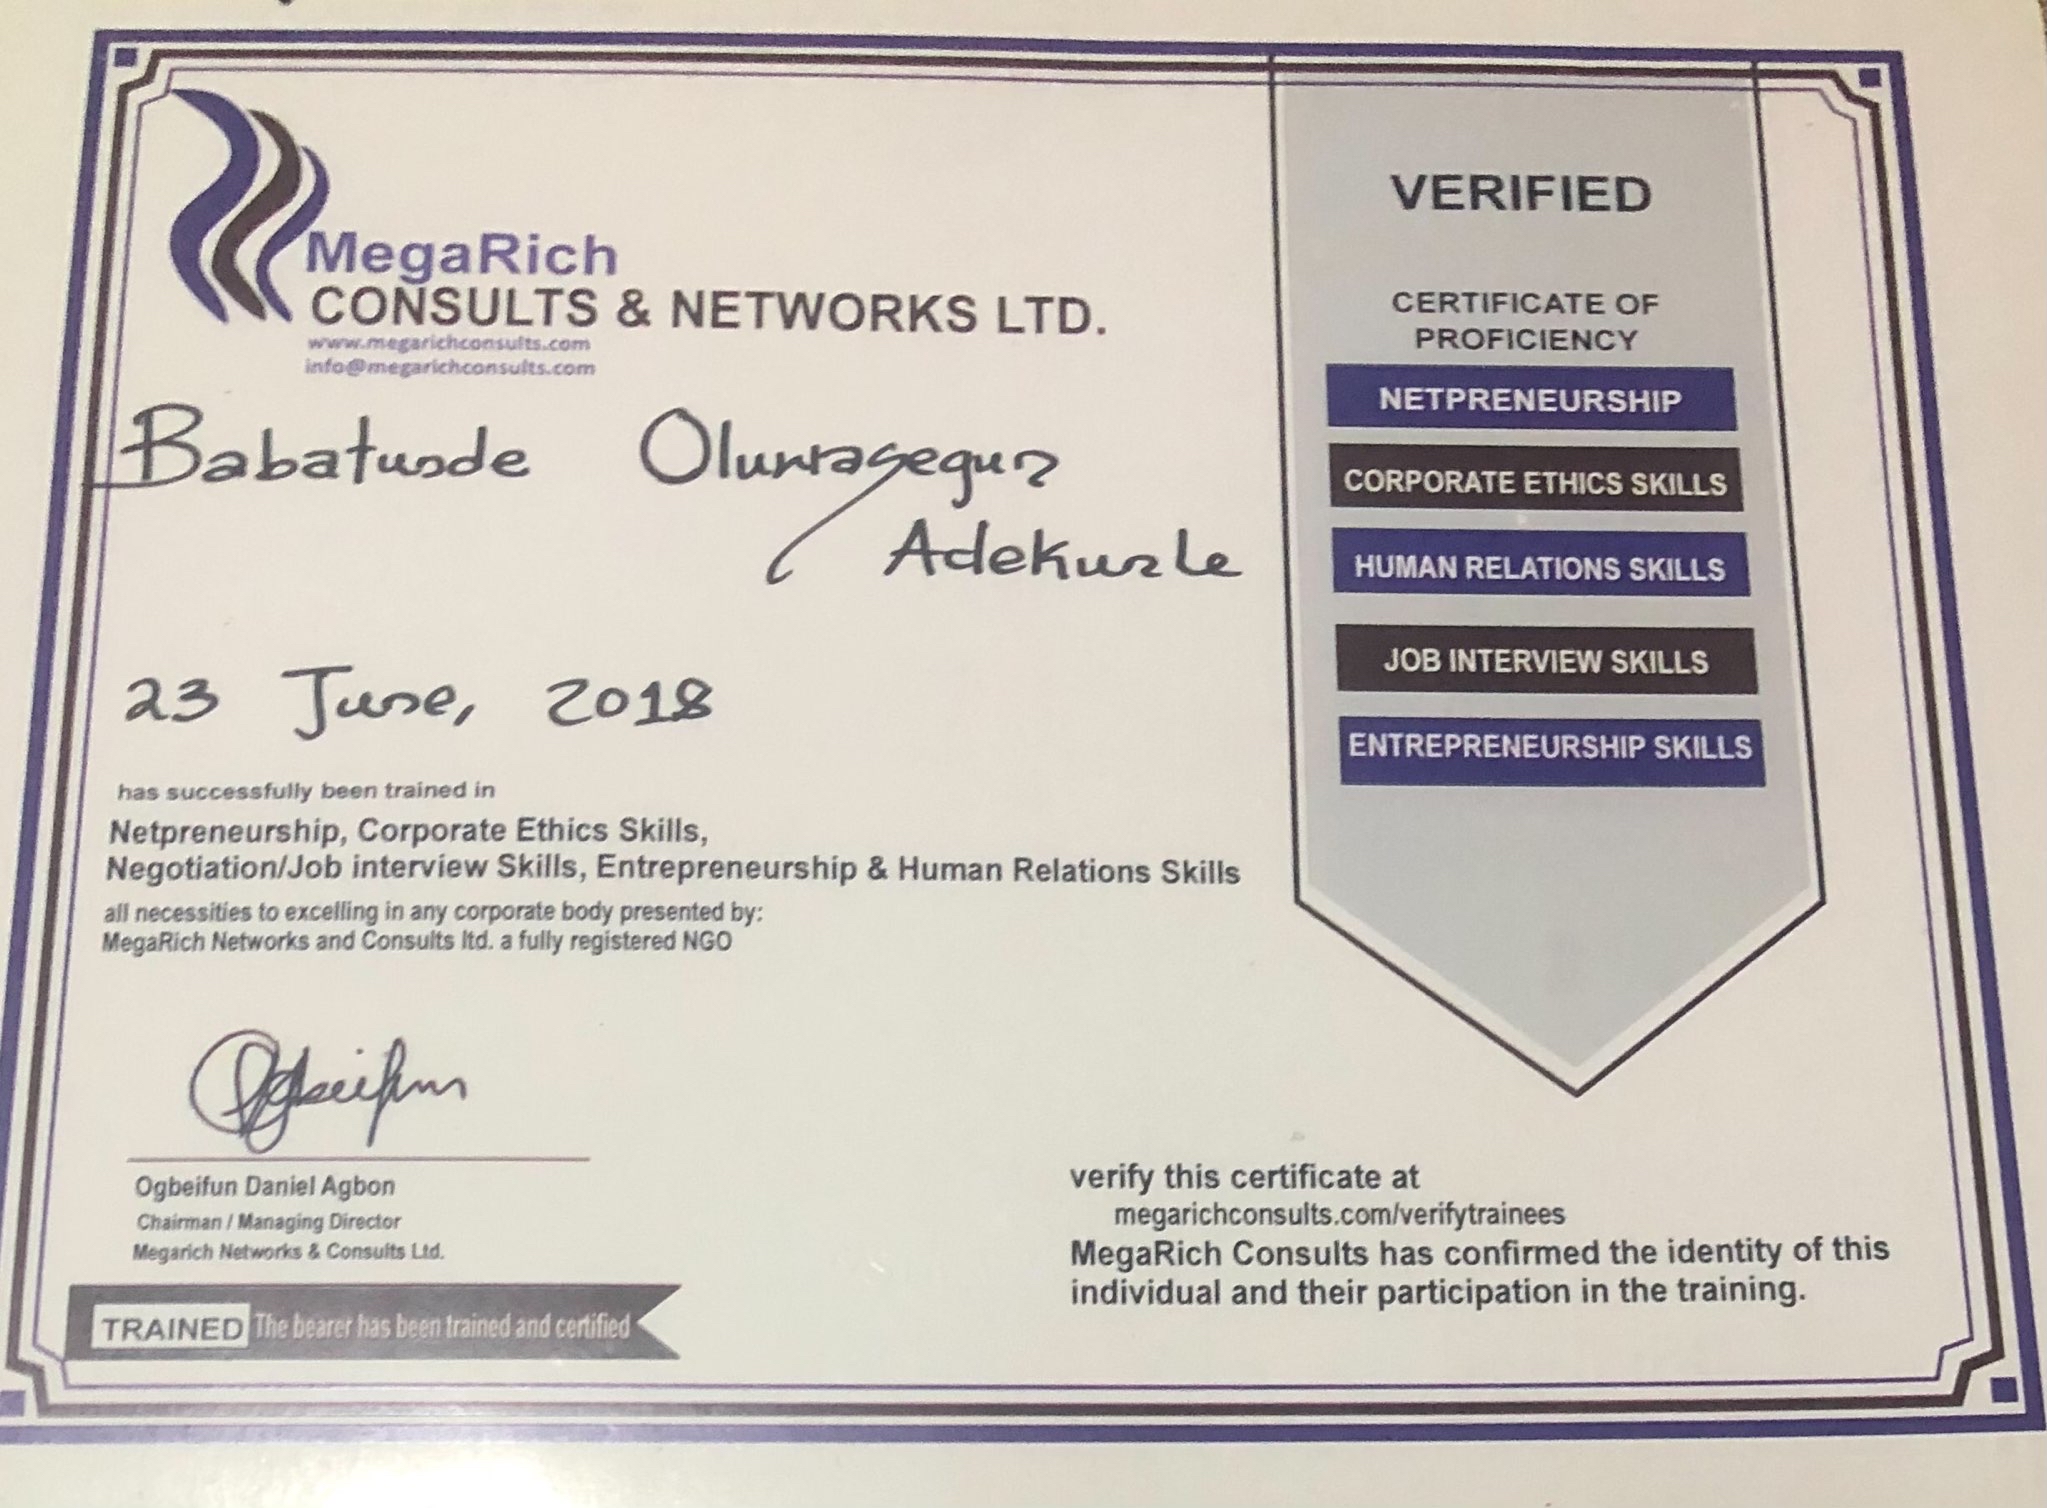 MegaRich
CONSULTS & NETWORKS LTD.
www.megarichconsults.com
info@megarichconsults.com
Babatunde Oluwasegun
Adekunle
23 June, 2018
has successfully been trained in
Netpreneurship, Corporate Ethics Skills,
Negotiation/Job interview Skills, Entrepreneurship & Human Relations Skills
all necessities to excelling in any corporate body presented by:
MegaRich Networks and Consults ltd. a fully registered NGO
Ogbeifun
Ogbeifun Daniel Agbon
Chairman / Managing Director
Megarich Networks & Consults Ltd.
TRAINED The bearer has been trained and certified
VERIFIED
CERTIFICATE OF
PROFICIENCY
NETPRENEURSHIP
CORPORATE ETHICS SKILLS
HUMAN RELATIONS SKILLS
JOB INTERVIEW SKILLS
ENTREPRENEURSHIP SKILLS
verify this certificate at
megarichconsults.com/verifytrainees
MegaRich Consults has confirmed the identity of this
individual and their participation in the training.